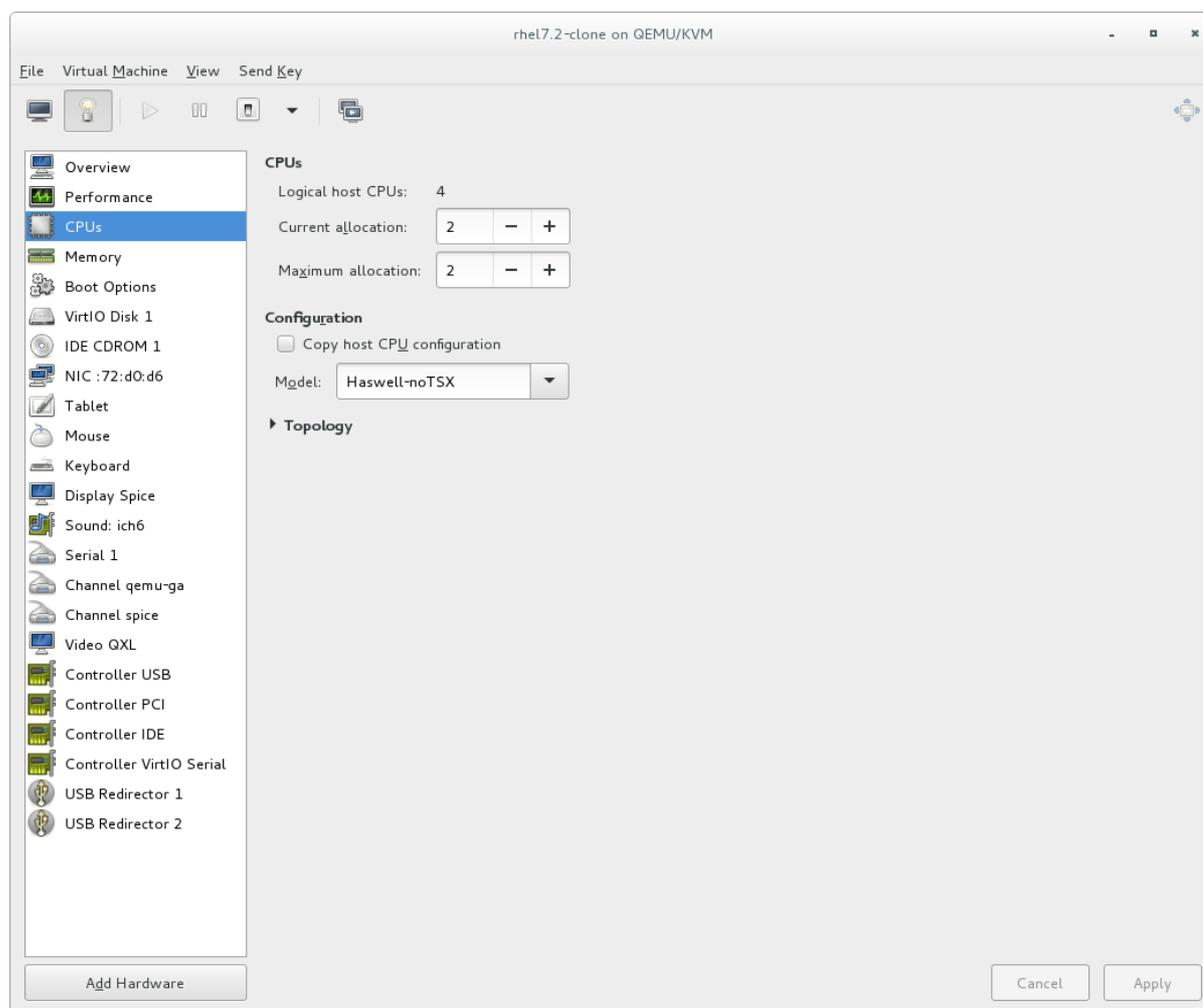 rhel7.2-clone on QEMU/KVM
File Virtual Machine View Send Key
Overview
Performance
CPUs
Memory
Boot Options
VirtIO Disk 1
IDE CDROM 1
NIC :72:d0:d6
Tablet
Mouse
Keyboard
Display Spice
Sound: ich6
Serial 1
Channel qemu-ga
Channel spice
Video QXL
Controller USB
Controller PCI
Controller IDE
Controller VirtIO Serial
USB Redirector 1
USB Redirector 2
Add Hardware
CPUs
Logical host CPUs: 4
Current allocation: 2
Maximum allocation: 2
Configuration
Copy host CPU configuration
Model: Haswell-noTSX
Topology
Cancel Apply